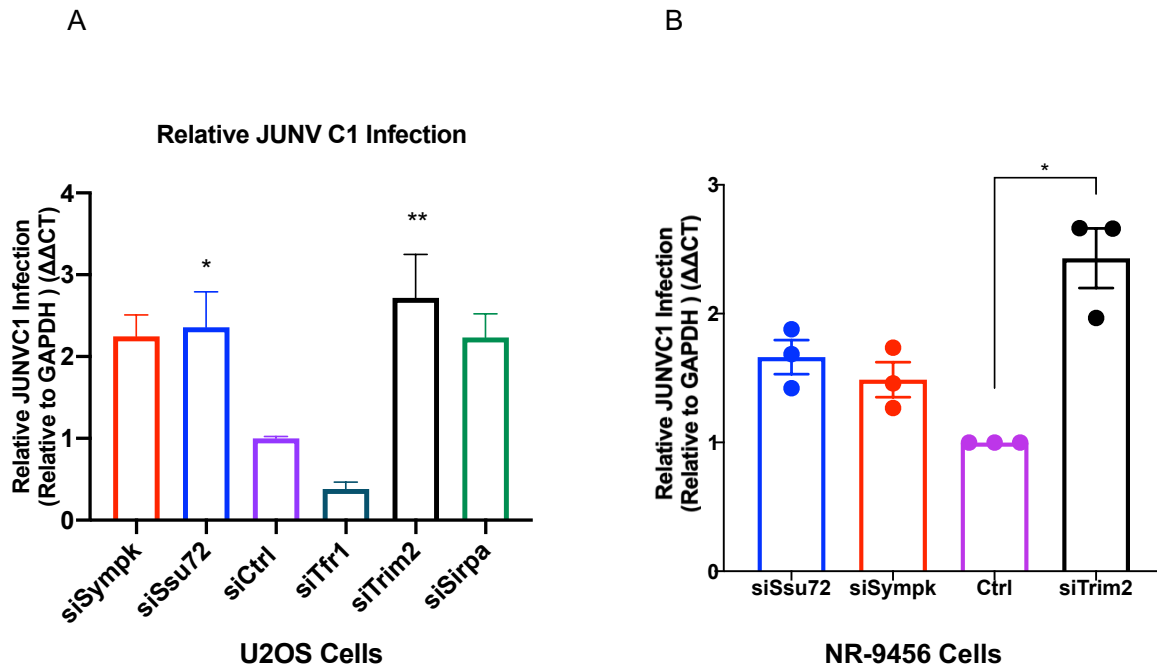 A
Relative JUNV C1 Infection
Relative JUNVC1 Infection
(Relative to GAPDH ) (ΔΔCT)
4
3
2
1
0
*
**
siSympk
siSsu72
siCtrl
siTfr1
siTrim2
siSirpa
U2OS Cells
B
Relative JUNVC1 Infection
(Relative to GAPDH ) (ΔΔCT)
3
2
1
0
*
siSsu72
siSympk
Ctrl
siTrim2
NR-9456 Cells